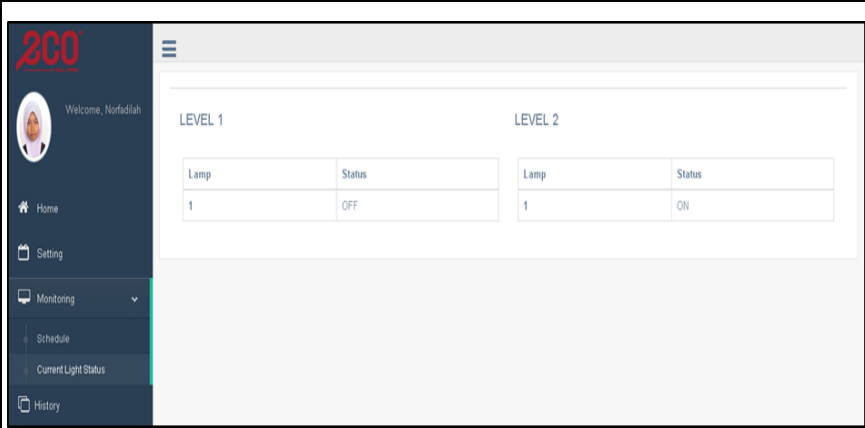 2CO
Welcome, Norfadilah
Home
Setting
Monitoring
Schedule
Current Light Status
History
LEVEL 1
Lamp Status
1 OFF
LEVEL 2
Lamp Status
1 ON